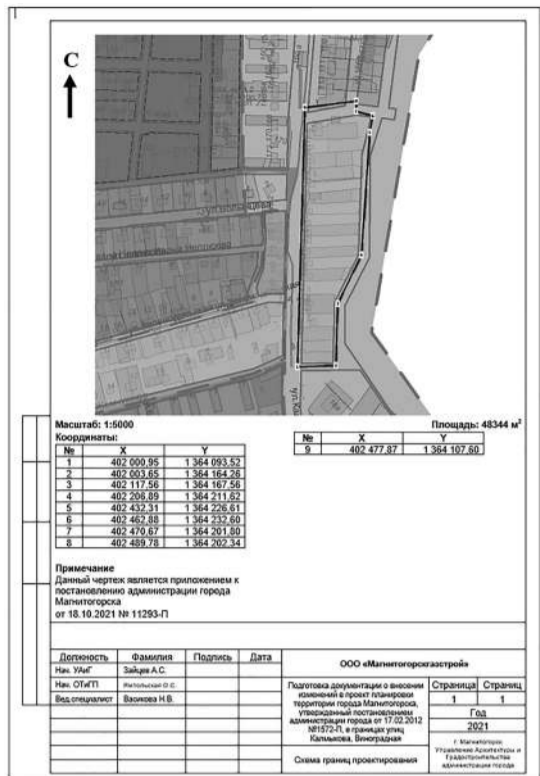 С
Масштаб: 1:5000
Площадь: 48344 м²
Координаты:
№ X Y
1 402 000,95 1 364 093,52
2 402 003,65 1 364 164,26
3 402 117,56 1 364 167,56
4 402 206,89 1 364 211,62
5 402 432,31 1 364 226,61
6 402 462,88 1 364 232,60
7 402 470,67 1 364 201,80
8 402 489,78 1 364 202,34
№ X Y
9 402 477,87 1 364 107,60
Примечание
Данный чертеж является приложением к
постановлению администрации города
Магнитогорска
от 18.10.2021 № 11293-П
Должность Фамилия Подпись Дата
Нач. УАиГ Зайцев А.С.
Нач. ОТиГП
Вед.специалист Васикова Н.В.
ООО «Магнитогорскгазстрой»
Подготовка документации о внесении
изменений в проект планировки
территории города Магнитогорска,
утвержденный постановлением
администрации города от 17.02.2012
№1572-П, в границах улиц
Калмыкова, Виноградная
Страница Страниц
1 1
Год
2021
Схема границ проектирования
г. Магнитогорск
Управление Архитектуры и
Градостроительства
администрации города